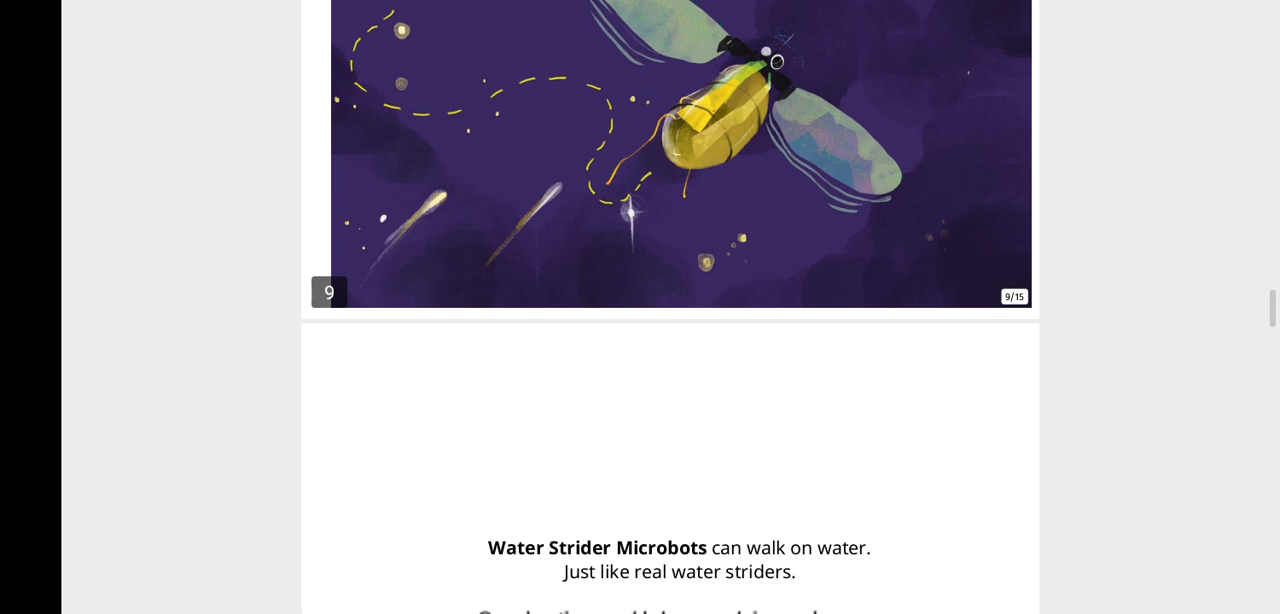 9
9/15
Water Strider Microbots can walk on water.
Just like real water striders.